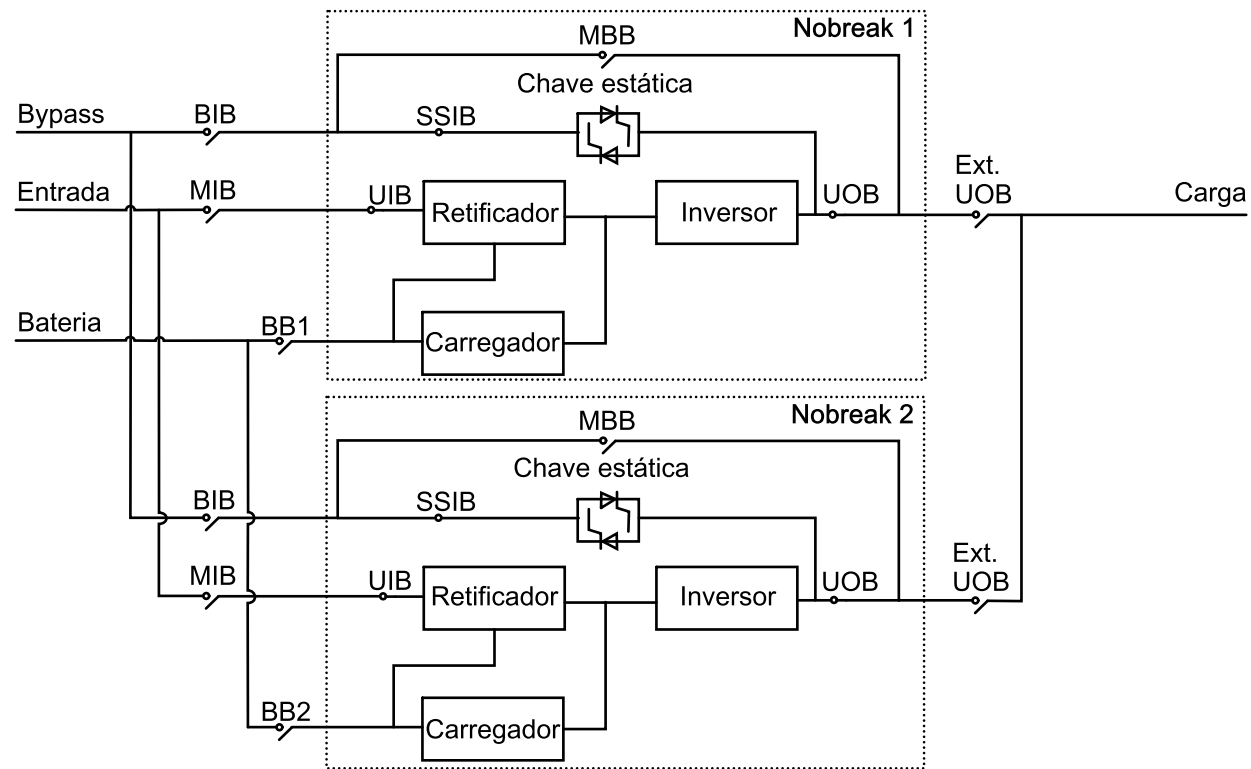 Nobreak 1
MBB
Chave estática
Bypass
BIB
SSIB
Entrada
MIB
UIB
Retificador
Inversor
UOB
Ext.
UOB
Carga
Bateria
BB1
Carregador
Nobreak 2
MBB
Chave estática
BIB
SSIB
MIB
UIB
Retificador
Inversor
UOB
Ext.
UOB
BB2
Carregador